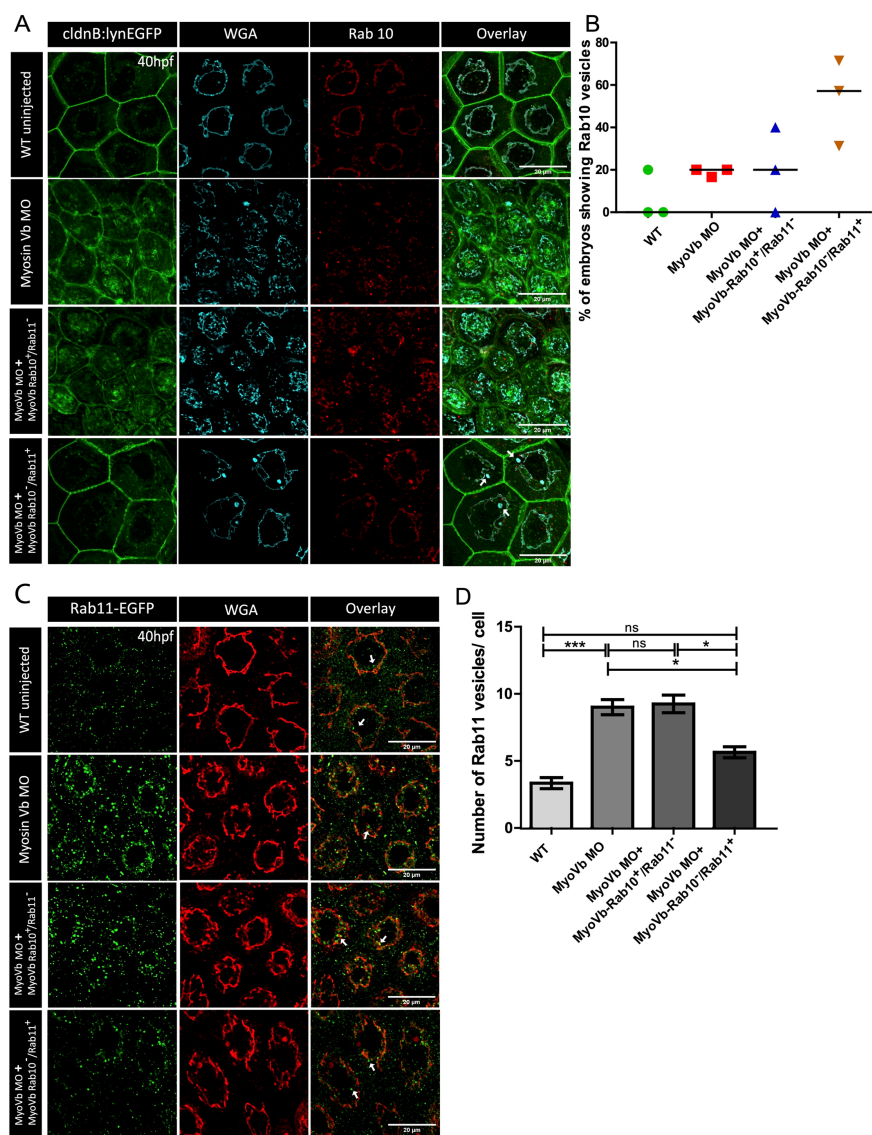 A
cldnB:lynEGFP
WGA
Rab 10
Overlay
WT uninjected
40hpf
20 μm
Myosin Vb MO
20 μm
MyoVb MO +
MyoVb Rab10⁺/Rab11⁻
20 μm
MyoVb MO +
MyoVb Rab10⁻/Rab11⁺
20 μm
B
% of embryos showing Rab10 vesicles
80
60
40
20
0
WT
MyoVb MO
MyoVb MO+
MyoVb-Rab10⁺/Rab11⁻
MyoVb MO+
MyoVb-Rab10⁻/Rab11⁺
C
Rab11-EGFP
WGA
Overlay
WT uninjected
40hpf
20 μm
Myosin Vb MO
20 μm
MyoVb MO +
MyoVb Rab10⁺/Rab11⁻
20 μm
MyoVb MO +
MyoVb Rab10⁻/Rab11⁺
20 μm
D
Number of Rab11 vesicles/ cell
15
10
5
0
ns
***
ns
*
*
WT
MyoVb MO
MyoVb MO+
MyoVb-Rab10⁺/Rab11⁻
MyoVb MO+
MyoVb-Rab10⁻/Rab11⁺